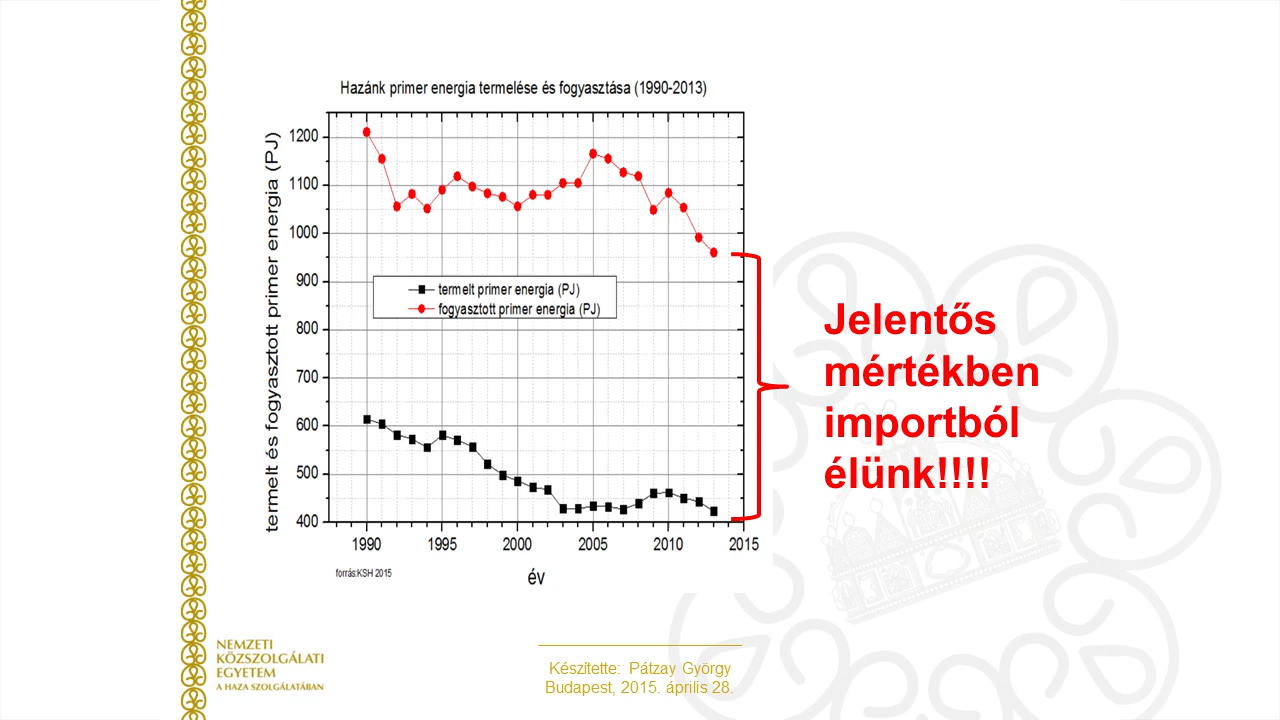 Hazánk primer energia termelése és fogyasztása (1990-2013)
termelt és fogyasztott primer energia (PJ)
1200
1100
1000
900
800
700
600
500
400
termelt primer energia (PJ)
fogyasztott primer energia (PJ)
1990 1995 2000 2005 2010 2015
év
forrás:KSH 2015
Jelentős
mértékben
importból
élünk!!!!
NEMZETI
KÖZSZOLGÁLATI
EGYETEM
A HAZA SZOLGÁLATÁBAN
Készítette: Pátzay György
Budapest, 2015. április 28.